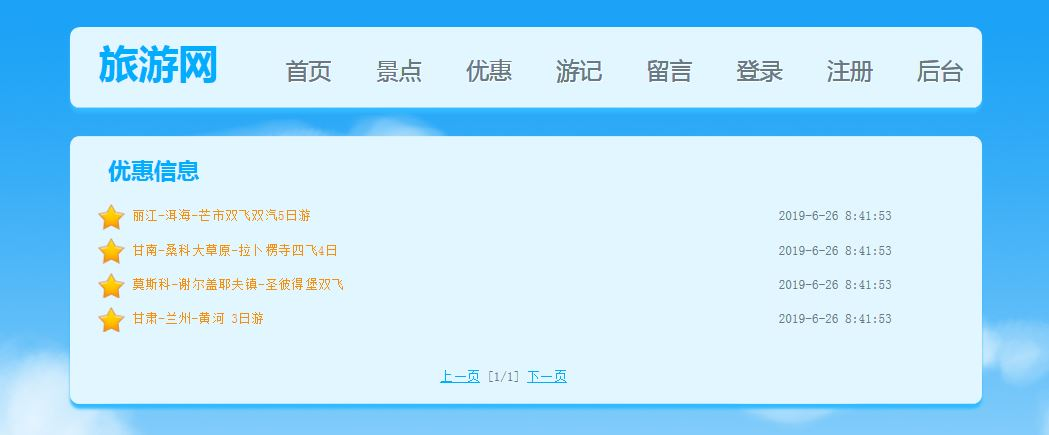 旅游网 首页 景点 优惠 游记 留言 登录 注册 后台
优惠信息
丽江-洱海-芒市双飞双汽5日游 2019-6-26 8:41:53
甘南-桑科大草原-拉卜楞寺四飞4日 2019-6-26 8:41:53
莫斯科-谢尔盖耶夫镇-圣彼得堡双飞 2019-6-26 8:41:53
甘肃-兰州-黄河 3日游 2019-6-26 8:41:53
上一页 [1/1] 下一页